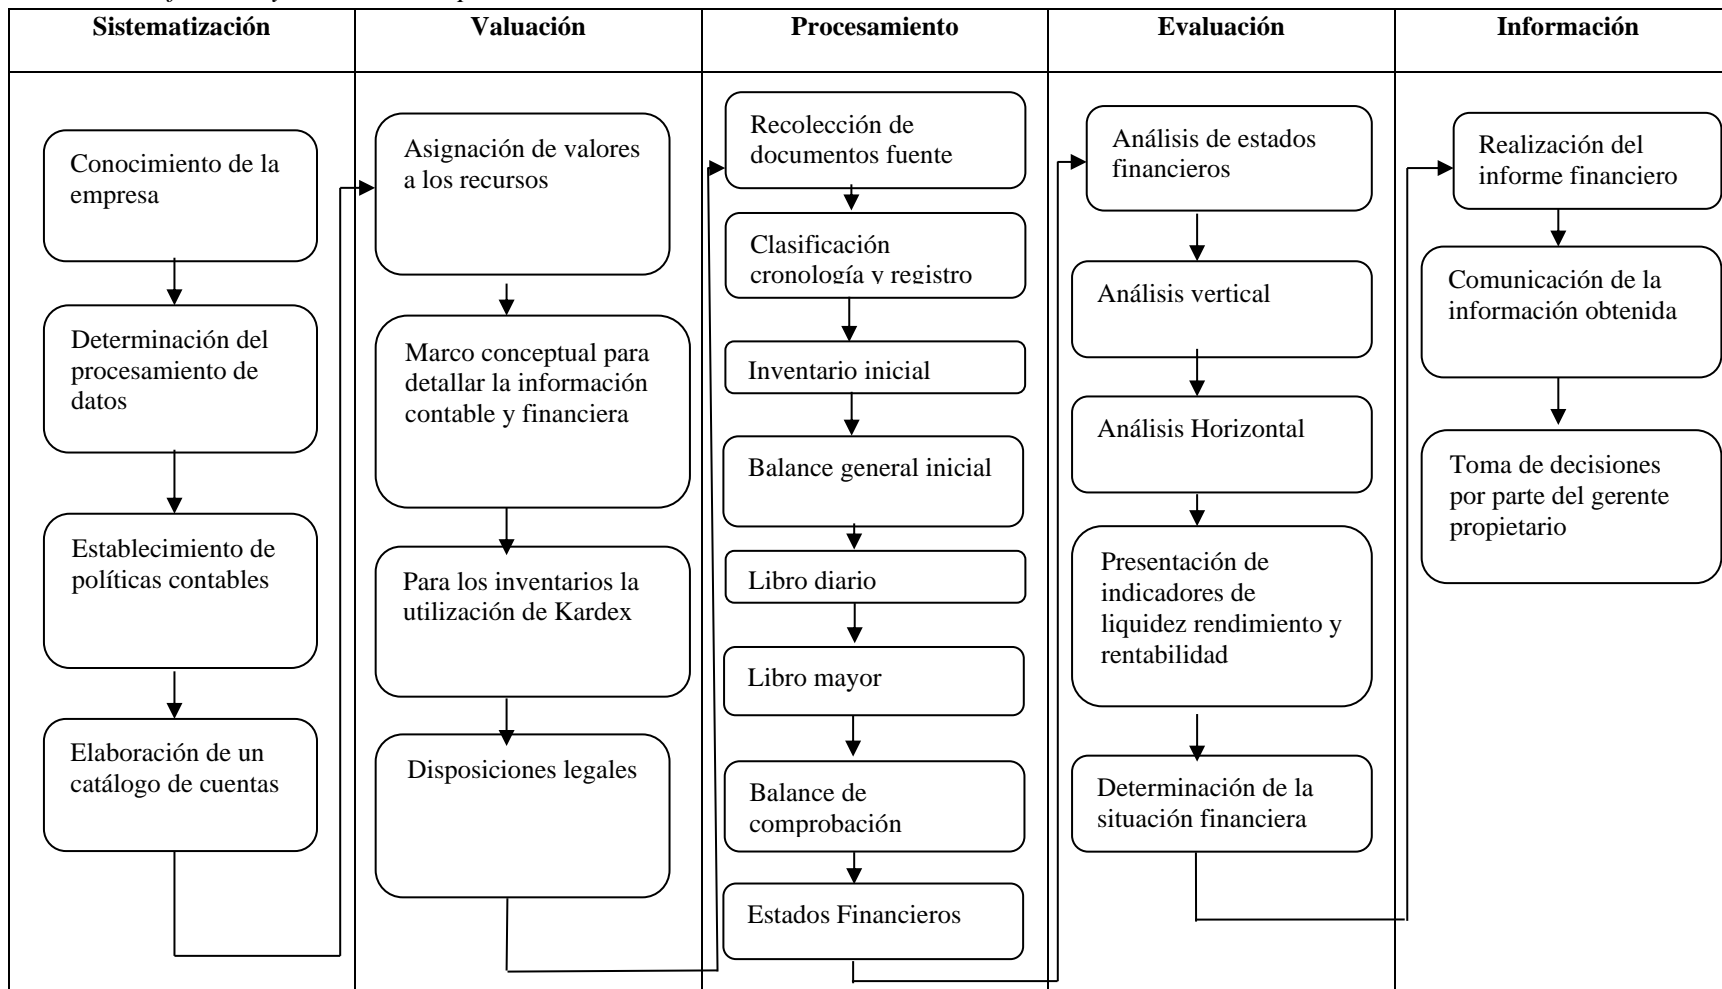 Sistematización
Valuación
Procesamiento
Evaluación
Información
Conocimiento de la
empresa
Determinación del
procesamiento de
datos
Establecimiento de
políticas contables
Elaboración de un
catálogo de cuentas
Asignación de valores
a los recursos
Marco conceptual para
detallar la información
contable y financiera
Para los inventarios la
utilización de Kardex
Disposiciones legales
Recolección de
documentos fuente
Clasificación
cronología y registro
Inventario inicial
Balance general inicial
Libro diario
Libro mayor
Balance de
comprobación
Estados Financieros
Análisis de estados
financieros
Análisis vertical
Análisis Horizontal
Presentación de
indicadores de
liquidez rendimiento y
rentabilidad
Determinación de la
situación financiera
Realización del
informe financiero
Comunicación de la
información obtenida
Toma de decisiones
por parte del gerente
propietario